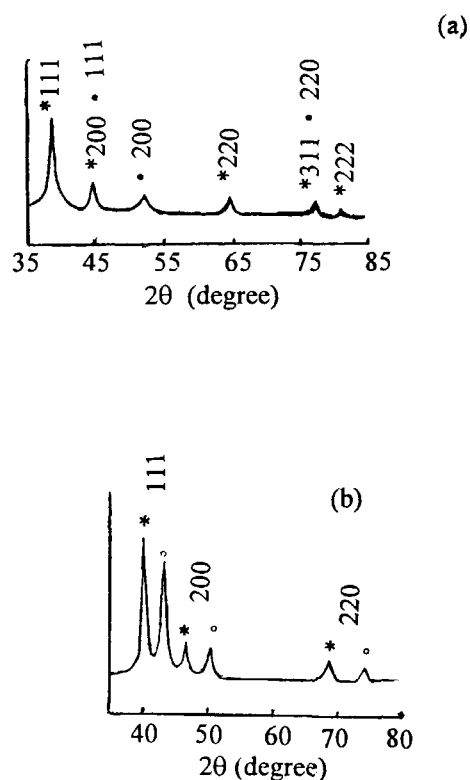 (a)
*111
*200 • 111
• 200
*220
*311 • 220
*222
35 45 55 65 75 85
2θ (degree)
(b)
111
* °
200
* °
220
* °
40 50 60 70 80
2θ (degree)